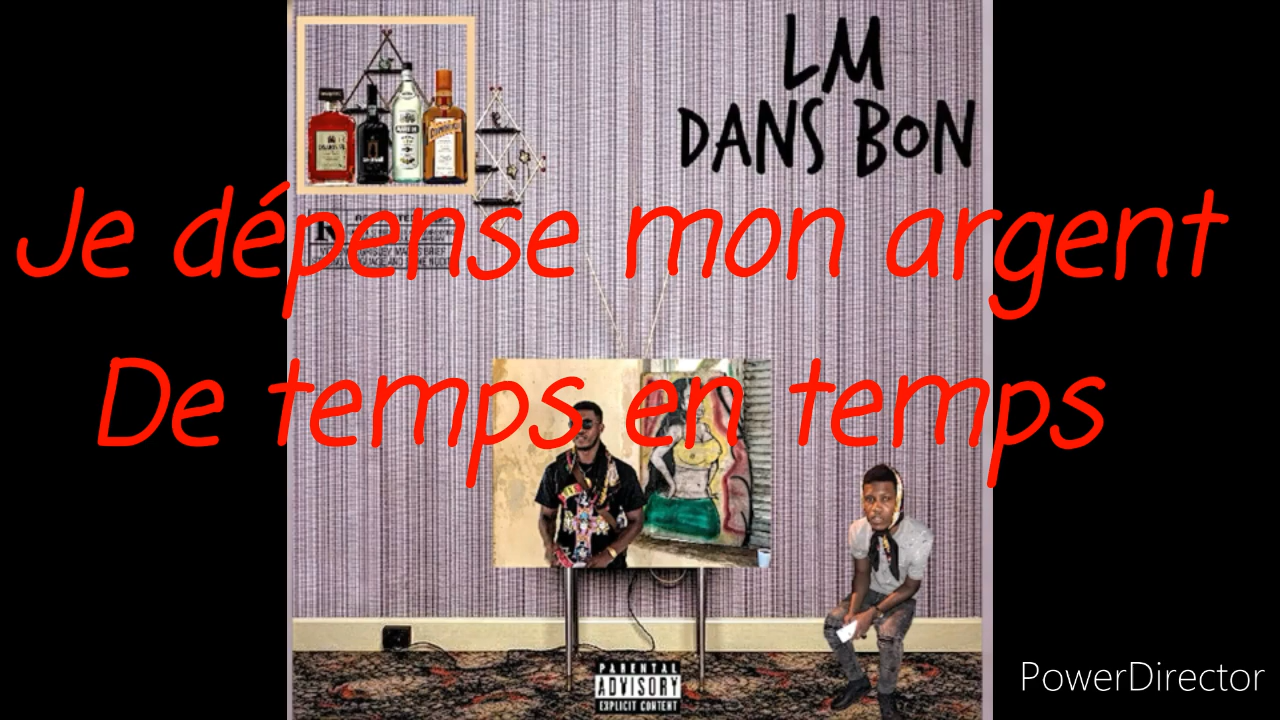 LM
DANS BON
Je dépense mon argent
De temps en temps
PARENTAL
ADVISORY
EXPLICIT CONTENT
PowerDirector